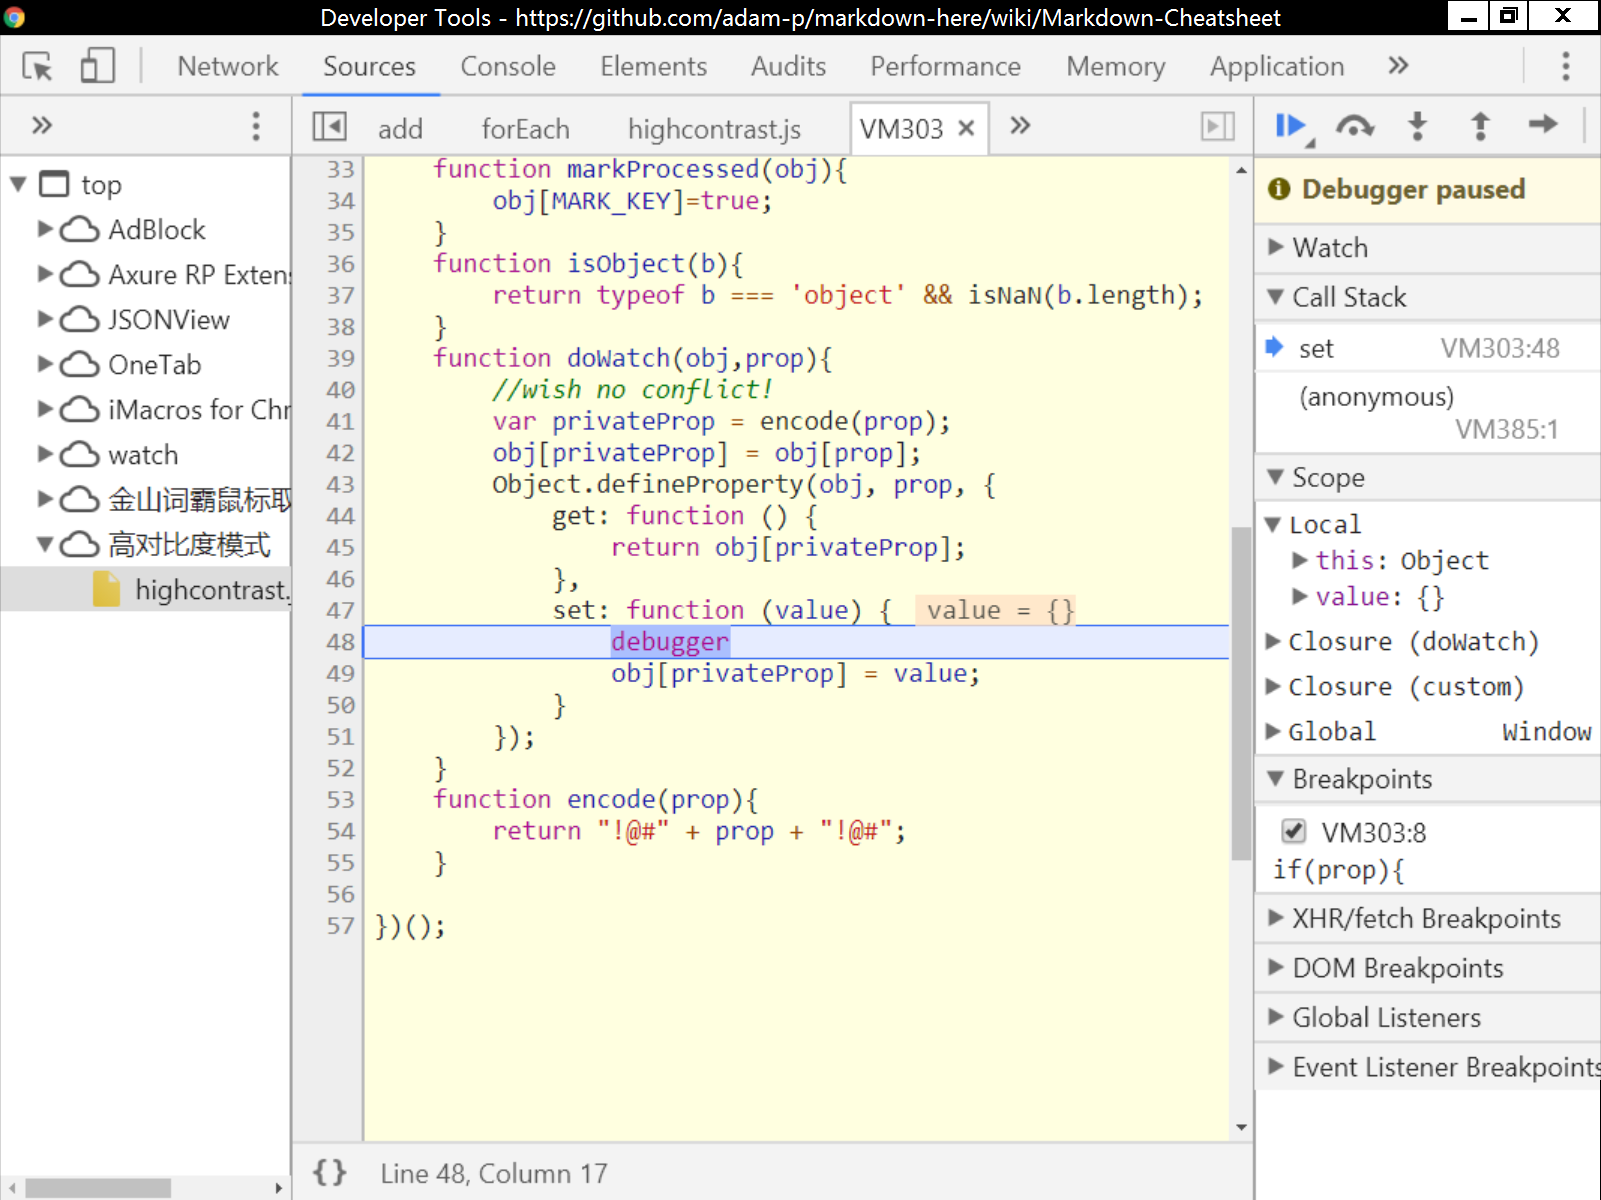 Developer Tools - https://github.com/adam-p/markdown-here/wiki/Markdown-Cheatsheet
Network Sources Console Elements Audits Performance Memory Application »
»
top
AdBlock
Axure RP Extens
JSONView
OneTab
iMacros for Chr
watch
金山词霸鼠标取
高对比度模式
highcontrast.
add forEach highcontrast.js VM303 × »
33 function markProcessed(obj){
34 obj[MARK_KEY]=true;
35 }
36 function isObject(b){
37 return typeof b === 'object' && isNaN(b.length);
38 }
39 function doWatch(obj,prop){
40 //wish no conflict!
41 var privateProp = encode(prop);
42 obj[privateProp] = obj[prop];
43 Object.defineProperty(obj, prop, {
44 get: function () {
45 return obj[privateProp];
46 },
47 set: function (value) { value = {}
48 debugger
49 obj[privateProp] = value;
50 }
51 });
52 }
53 function encode(prop){
54 return "!@#" + prop + "!@#";
55 }
56
57 })();
{} Line 48, Column 17
Debugger paused
Watch
Call Stack
set VM303:48
(anonymous)
VM385:1
Scope
Local
this: Object
value: {}
Closure (doWatch)
Closure (custom)
Global Window
Breakpoints
VM303:8
if(prop){
XHR/fetch Breakpoints
DOM Breakpoints
Global Listeners
Event Listener Breakpoints